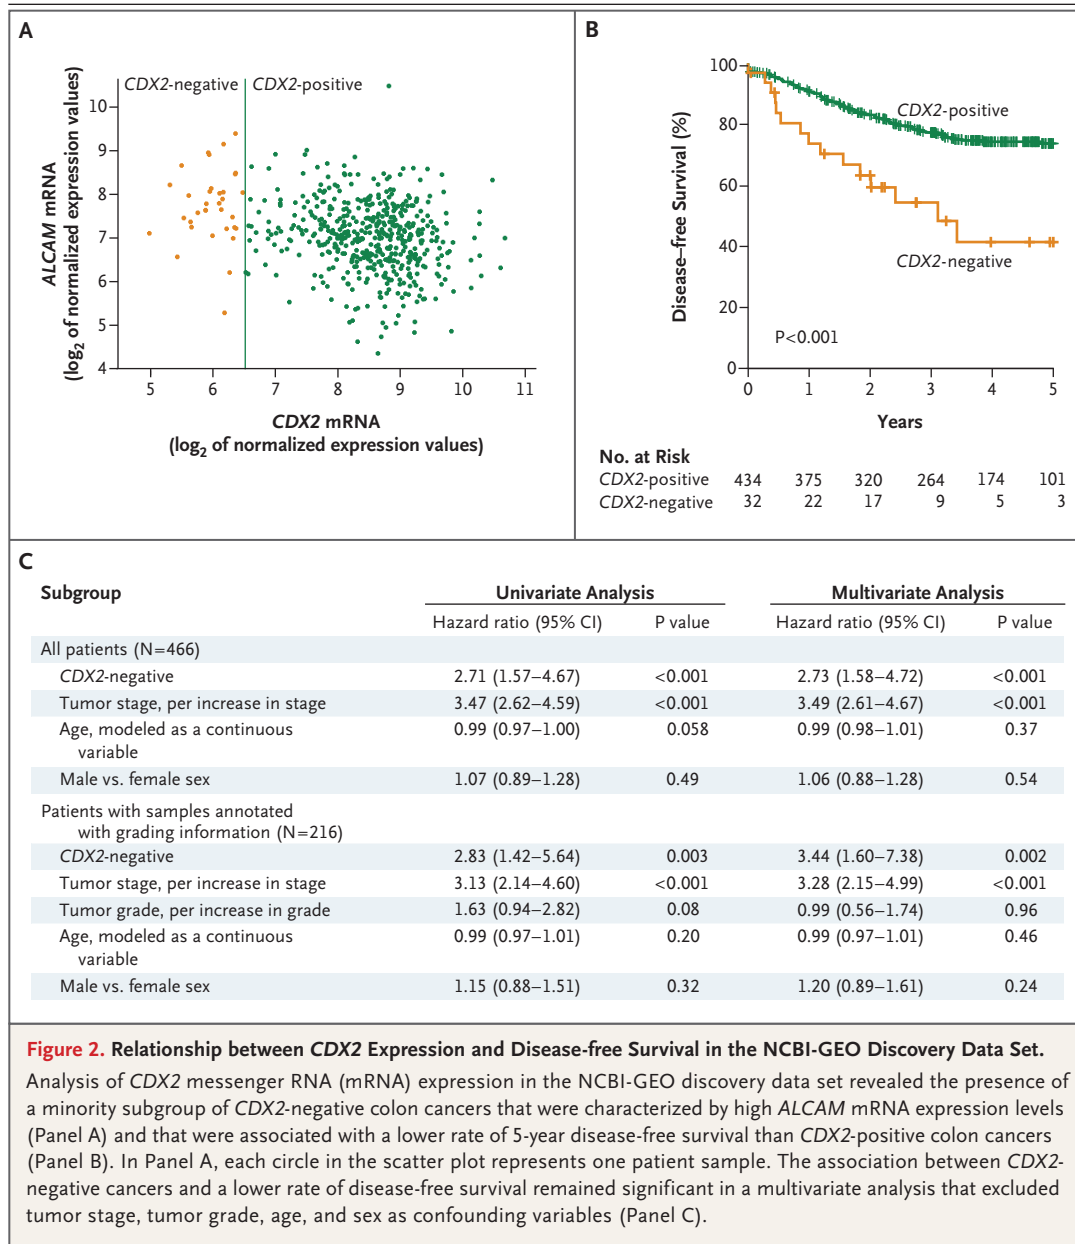 A
CDX2-negative
CDX2-positive
ALCAM mRNA
(log2 of normalized expression values)
10
9
8
7
6
5
4
5 6 7 8 9 10 11
CDX2 mRNA
(log2 of normalized expression values)
B
Disease–free Survival (%)
100
80
60
40
20
0
CDX2-positive
CDX2-negative
P<0.001
0 1 2 3 4 5
Years
No. at Risk
CDX2-positive 434 375 320 264 174 101
CDX2-negative 32 22 17 9 5 3
C
Subgroup Univariate Analysis Multivariate Analysis
Hazard ratio (95% CI) P value Hazard ratio (95% CI) P value
All patients (N=466)
CDX2-negative 2.71 (1.57–4.67) <0.001 2.73 (1.58–4.72) <0.001
Tumor stage, per increase in stage 3.47 (2.62–4.59) <0.001 3.49 (2.61–4.67) <0.001
Age, modeled as a continuous 0.99 (0.97–1.00) 0.058 0.99 (0.98–1.01) 0.37
variable
Male vs. female sex 1.07 (0.89–1.28) 0.49 1.06 (0.88–1.28) 0.54
Patients with samples annotated
with grading information (N=216)
CDX2-negative 2.83 (1.42–5.64) 0.003 3.44 (1.60–7.38) 0.002
Tumor stage, per increase in stage 3.13 (2.14–4.60) <0.001 3.28 (2.15–4.99) <0.001
Tumor grade, per increase in grade 1.63 (0.94–2.82) 0.08 0.99 (0.56–1.74) 0.96
Age, modeled as a continuous 0.99 (0.97–1.01) 0.20 0.99 (0.97–1.01) 0.46
variable
Male vs. female sex 1.15 (0.88–1.51) 0.32 1.20 (0.89–1.61) 0.24
Figure 2. Relationship between CDX2 Expression and Disease-free Survival in the NCBI-GEO Discovery Data Set.
Analysis of CDX2 messenger RNA (mRNA) expression in the NCBI-GEO discovery data set revealed the presence of
a minority subgroup of CDX2-negative colon cancers that were characterized by high ALCAM mRNA expression levels
(Panel A) and that were associated with a lower rate of 5-year disease-free survival than CDX2-positive colon cancers
(Panel B). In Panel A, each circle in the scatter plot represents one patient sample. The association between CDX2-
negative cancers and a lower rate of disease-free survival remained significant in a multivariate analysis that excluded
tumor stage, tumor grade, age, and sex as confounding variables (Panel C).